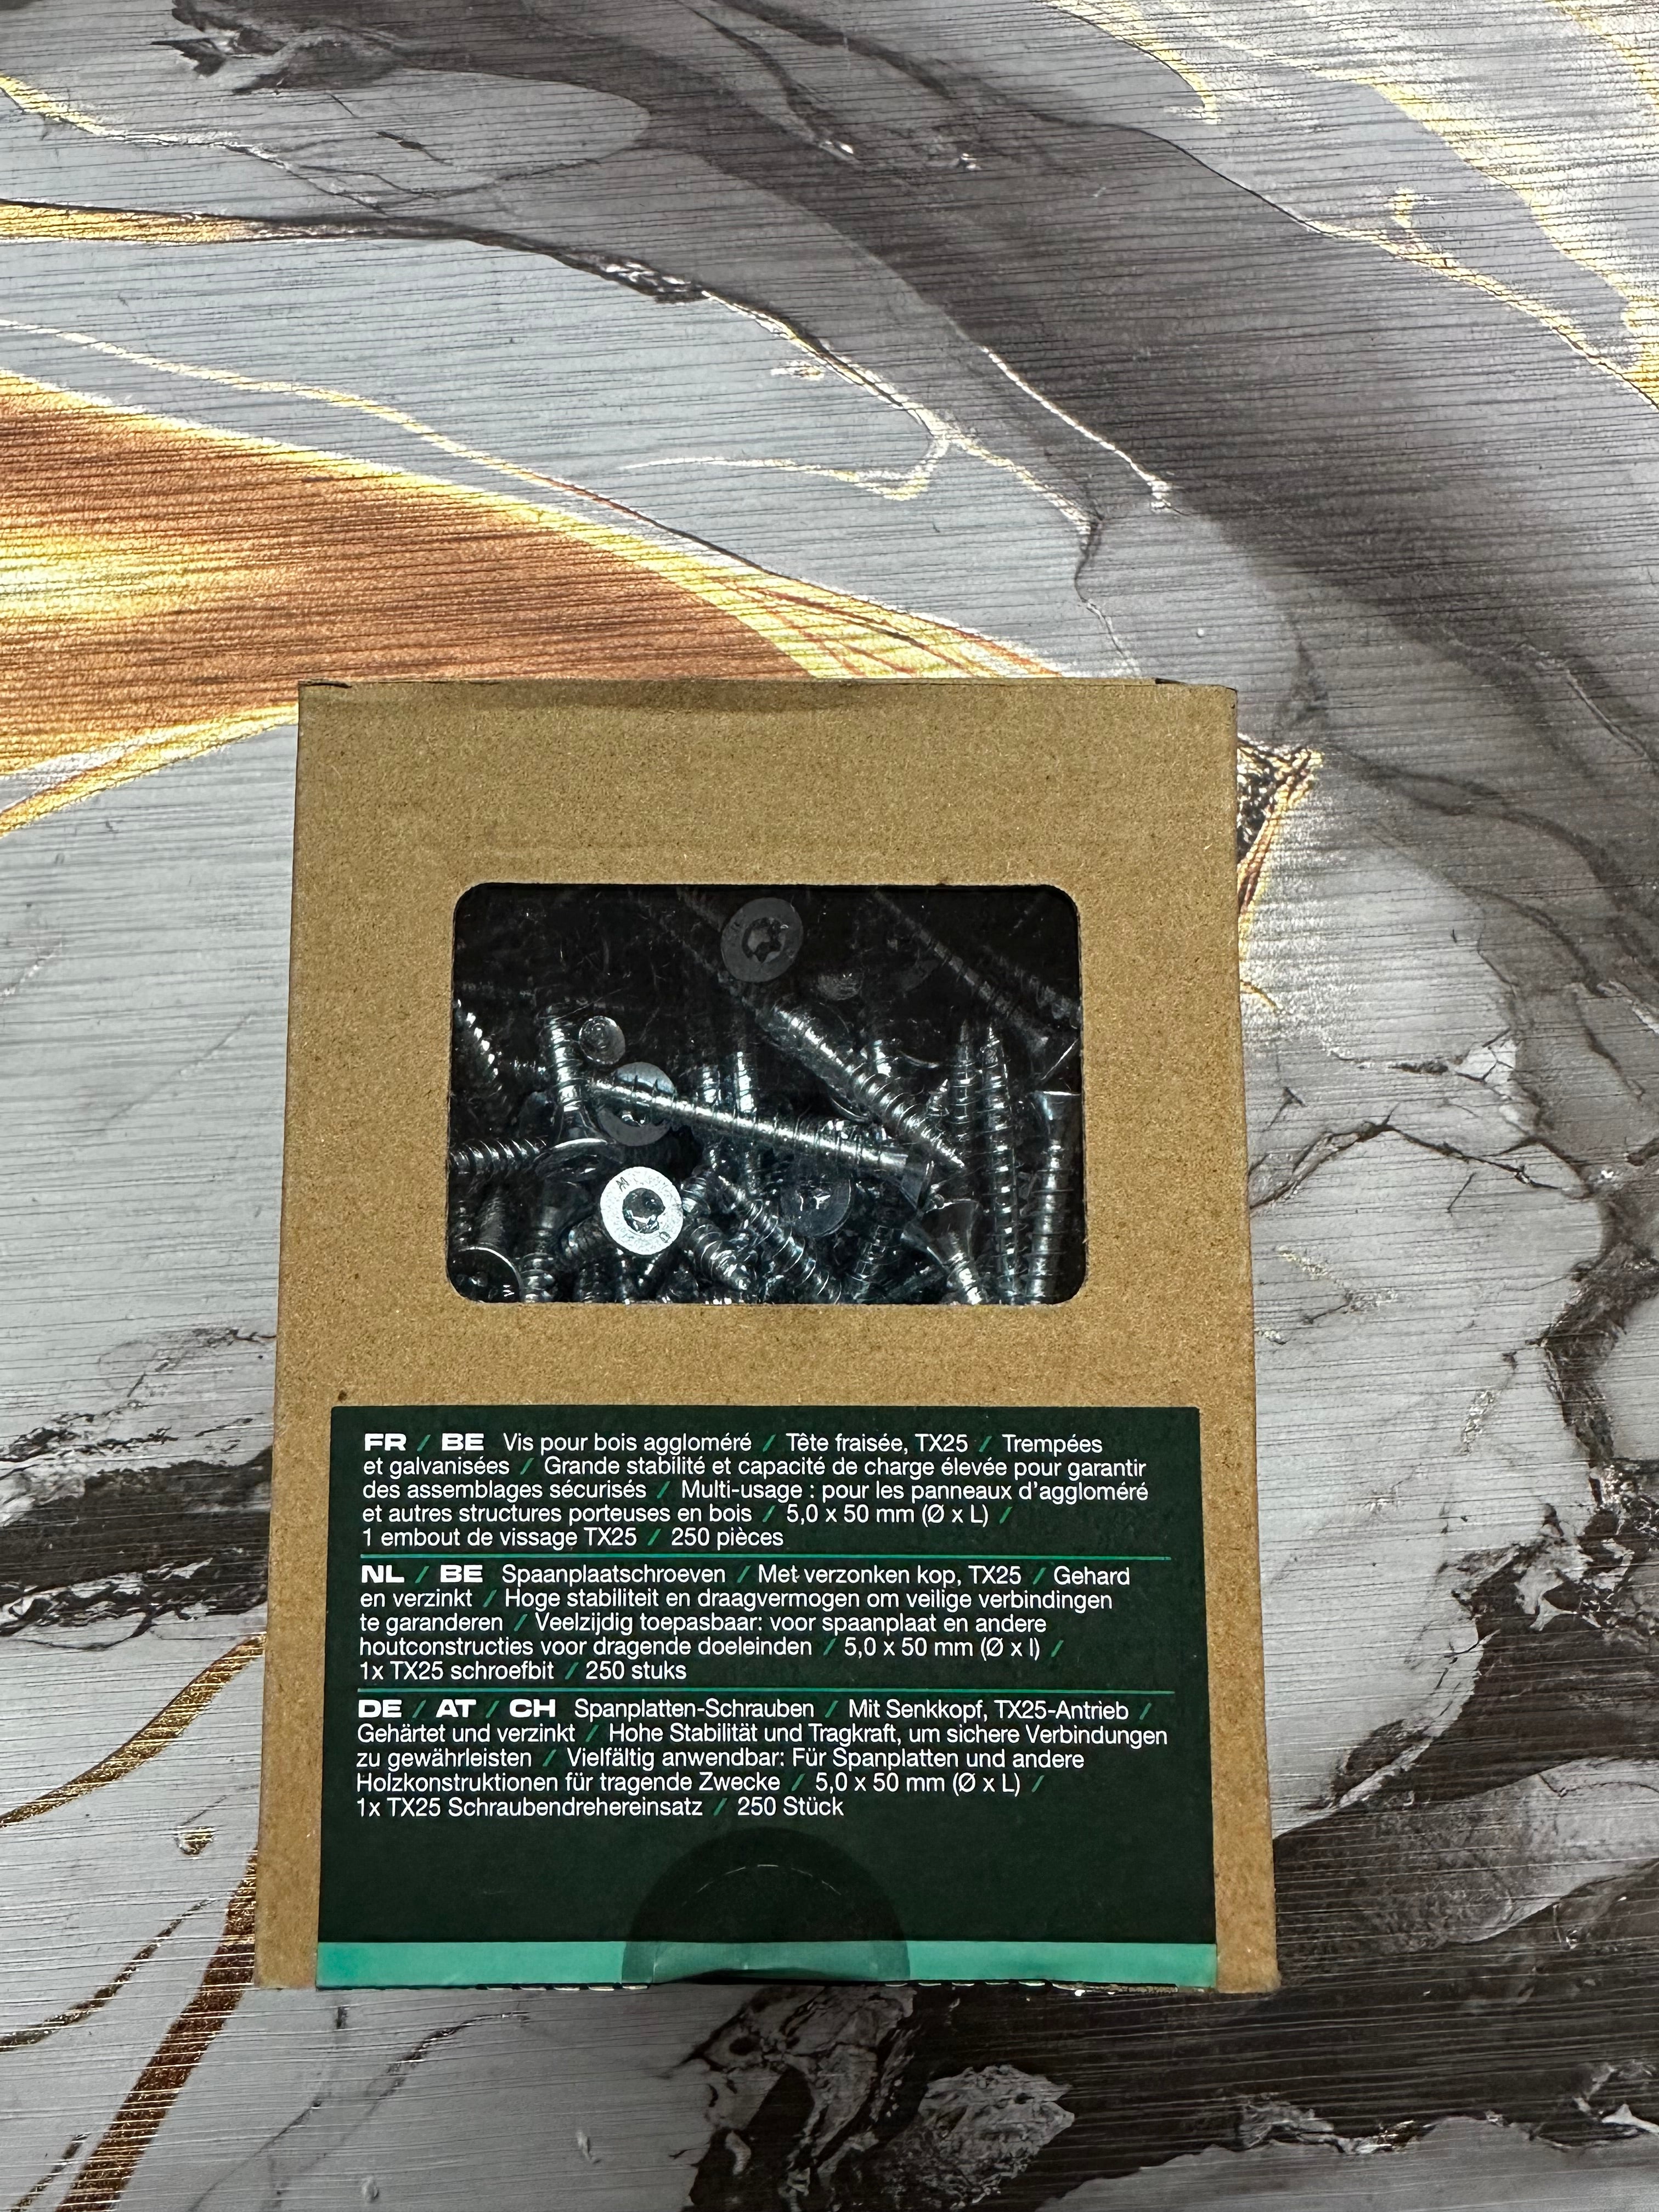 FR / BE Vis pour bois aggloméré / Tête fraisée, TX25 / Trempées
et galvanisées / Grande stabilité et capacité de charge élevée pour garantir
des assemblages sécurisés / Multi-usage : pour les panneaux d'aggloméré
et autres structures porteuses en bois / 5,0 x 50 mm (Ø x L) /
1 embout de vissage TX25 / 250 pièces
NL / BE Spaanplaatschroeven / Met verzonken kop, TX25 / Gehard
en verzinkt / Hoge stabiliteit en draagvermogen om veilige verbindingen
te garanderen / Veelzijdig toepasbaar: voor spaanplaat en andere
houtconstructies voor dragende doeleinden / 5,0 x 50 mm (Ø x l) /
1x TX25 schroefbit / 250 stuks
DE / AT / CH Spanplatten-Schrauben / Mit Senkkopf, TX25-Antrieb /
Gehärtet und verzinkt / Hohe Stabilität und Tragkraft, um sichere Verbindungen
zu gewährleisten / Vielfältig anwendbar: Für Spanplatten und andere
Holzkonstruktionen für tragende Zwecke / 5,0 x 50 mm (Ø x L) /
1x TX25 Schraubendrehereinsatz / 250 Stück